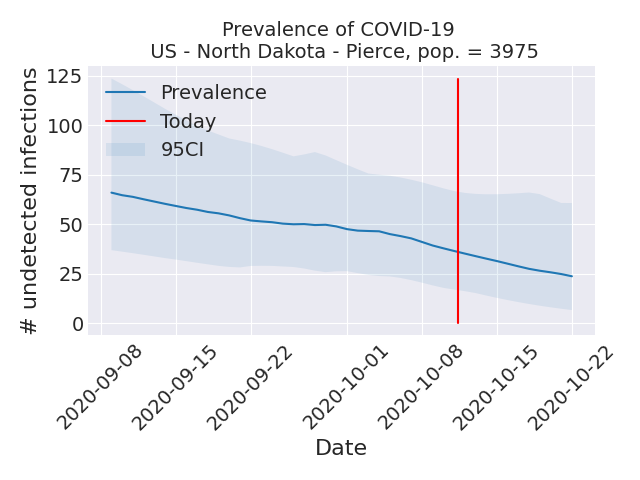 Prevalence of COVID-19
US - North Dakota - Pierce, pop. = 3975
# undetected infections
125
100
75
50
25
0
Prevalence
Today
95CI
2020-09-08
2020-09-15
2020-09-22
2020-10-01
2020-10-08
2020-10-15
2020-10-22
Date